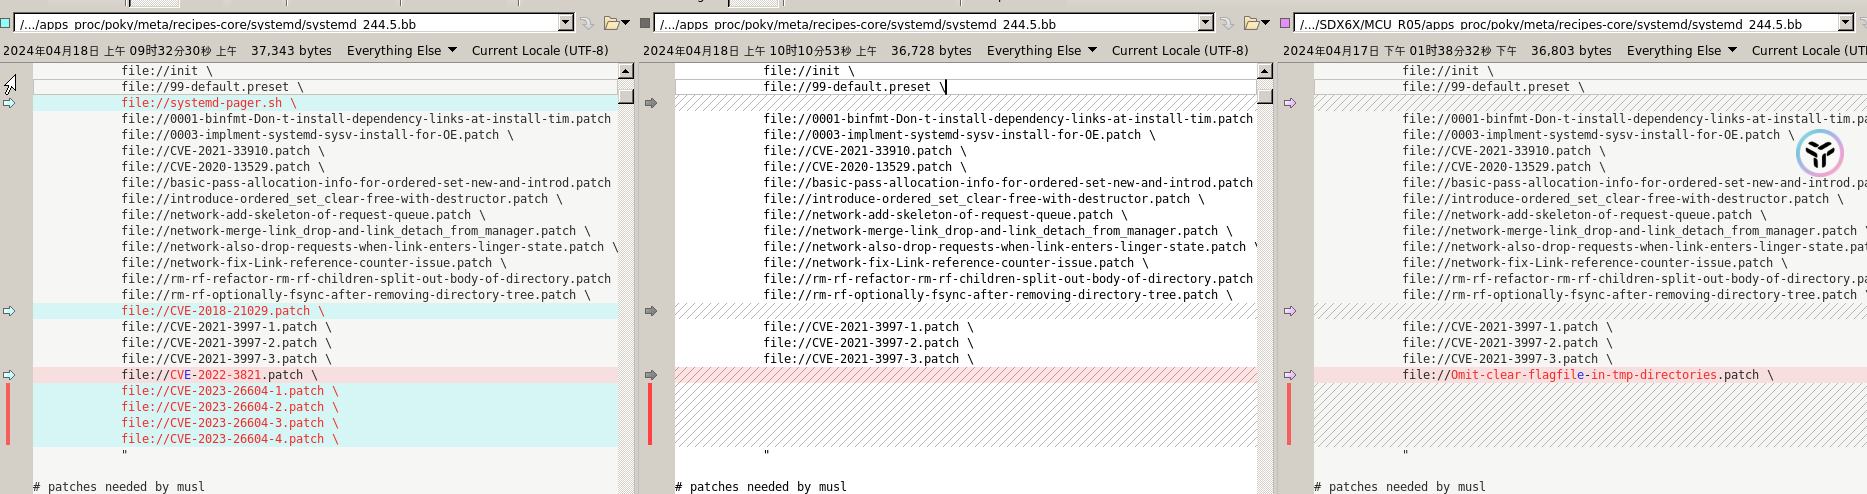 /.../apps_proc/poky/meta/recipes-core/systemd/systemd_244.5.bb
2024年04月18日 上午 09时32分30秒 上午 37,343 bytes Everything Else Current Locale (UTF-8)
file://init \
file://99-default.preset \
file://systemd-pager.sh \
file://0001-binfmt-Don-t-install-dependency-links-at-install-tim.patch
file://0003-implment-systemd-sysv-install-for-OE.patch \
file://CVE-2021-33910.patch \
file://CVE-2020-13529.patch \
file://basic-pass-allocation-info-for-ordered-set-new-and-introd.patch
file://introduce-ordered_set_clear-free-with-destructor.patch \
file://network-add-skeleton-of-request-queue.patch \
file://network-merge-link_drop-and-link_detach_from_manager.patch \
file://network-also-drop-requests-when-link-enters-linger-state.patch \
file://network-fix-Link-reference-counter-issue.patch \
file://rm-rf-refactor-rm-rf-children-split-out-body-of-directory.patch
file://rm-rf-optionally-fsync-after-removing-directory-tree.patch \
file://CVE-2018-21029.patch \
file://CVE-2021-3997-1.patch \
file://CVE-2021-3997-2.patch \
file://CVE-2021-3997-3.patch \
file://CVE-2022-3821.patch \
file://CVE-2023-26604-1.patch \
file://CVE-2023-26604-2.patch \
file://CVE-2023-26604-3.patch \
file://CVE-2023-26604-4.patch \
"
# patches needed by musl
/.../apps_proc/poky/meta/recipes-core/systemd/systemd_244.5.bb
2024年04月18日 上午 10时10分53秒 上午 36,728 bytes Everything Else Current Locale (UTF-8)
file://init \
file://99-default.preset \
file://0001-binfmt-Don-t-install-dependency-links-at-install-tim.patch
file://0003-implment-systemd-sysv-install-for-OE.patch \
file://CVE-2021-33910.patch \
file://CVE-2020-13529.patch \
file://basic-pass-allocation-info-for-ordered-set-new-and-introd.patch
file://introduce-ordered_set_clear-free-with-destructor.patch \
file://network-add-skeleton-of-request-queue.patch \
file://network-merge-link_drop-and-link_detach_from_manager.patch \
file://network-also-drop-requests-when-link-enters-linger-state.patch \
file://network-fix-Link-reference-counter-issue.patch \
file://rm-rf-refactor-rm-rf-children-split-out-body-of-directory.patch
file://rm-rf-optionally-fsync-after-removing-directory-tree.patch \
file://CVE-2021-3997-1.patch \
file://CVE-2021-3997-2.patch \
file://CVE-2021-3997-3.patch \
"
# patches needed by musl
/.../SDX6X/MCU_R05/apps_proc/poky/meta/recipes-core/systemd/systemd_244.5.bb
2024年04月17日 下午 01时38分32秒 下午 36,803 bytes Everything Else Current Locale (UTF
file://init \
file://99-default.preset \
file://0001-binfmt-Don-t-install-dependency-links-at-install-tim.pa
file://0003-implment-systemd-sysv-install-for-OE.patch \
file://CVE-2021-33910.patch \
file://CVE-2020-13529.patch \
file://basic-pass-allocation-info-for-ordered-set-new-and-introd.pa
file://introduce-ordered_set_clear-free-with-destructor.patch \
file://network-add-skeleton-of-request-queue.patch \
file://network-merge-link_drop-and-link_detach_from_manager.patch \
file://network-also-drop-requests-when-link-enters-linger-state.pat
file://network-fix-Link-reference-counter-issue.patch \
file://rm-rf-refactor-rm-rf-children-split-out-body-of-directory.pa
file://rm-rf-optionally-fsync-after-removing-directory-tree.patch \
file://CVE-2021-3997-1.patch \
file://CVE-2021-3997-2.patch \
file://CVE-2021-3997-3.patch \
file://Omit-clear-flagfile-in-tmp-directories.patch \
"
# patches needed by musl